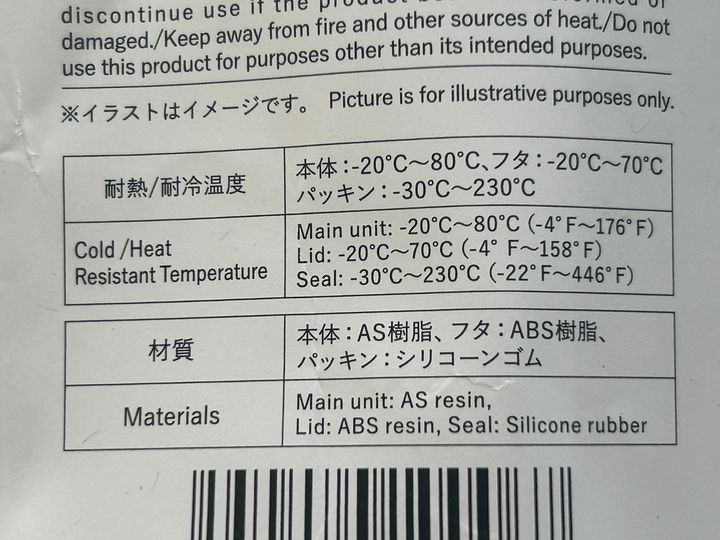 discontinue use if the product
damaged./Keep away from fire and other sources of heat./Do not
use this product for purposes other than its intended purposes.
※イラストはイメージです。 Picture is for illustrative purposes only.
耐熱/耐冷温度
本体：-20°C〜80°C、フタ：-20°C〜70°C
パッキン：-30°C〜230°C
Cold /Heat
Resistant Temperature
Main unit: -20°C〜80°C (-4°F〜176°F)
Lid: -20°C〜70°C (-4° F〜158°F)
Seal: -30°C〜230°C (-22°F〜446°F)
材質
本体：AS樹脂、フタ：ABS樹脂、
パッキン：シリコーンゴム
Materials
Main unit: AS resin,
Lid: ABS resin, Seal: Silicone rubber